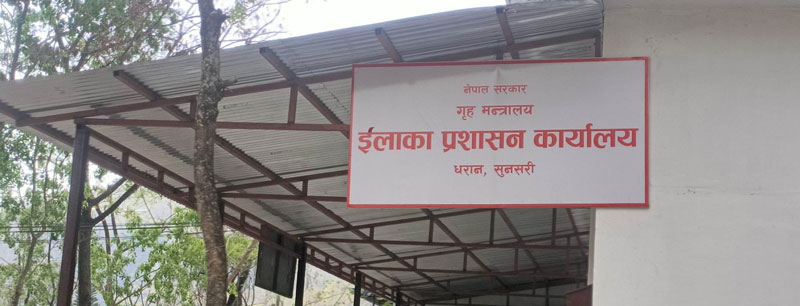 नेपाल सरकार
गृह मन्त्रालय
ईलाका प्रशासन कार्यालय
धरान, सुनसरी